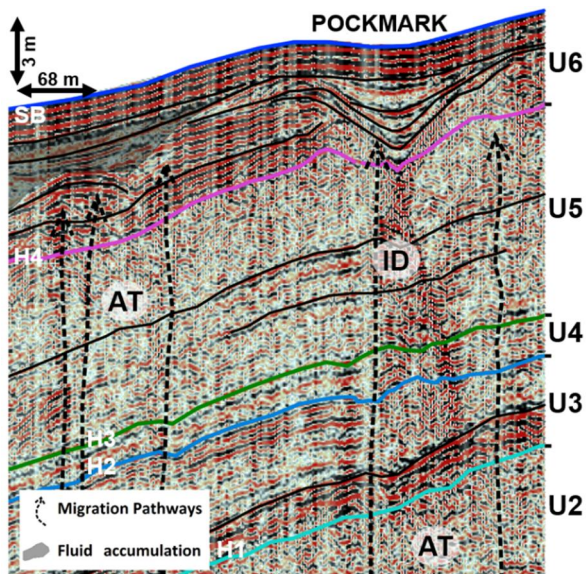 POCKMARK
3 m
68 m
SB
U6
H4
U5
ID
AT
U4
H3
H2
U3
U2
H1
AT
Migration Pathways
Fluid accumulation